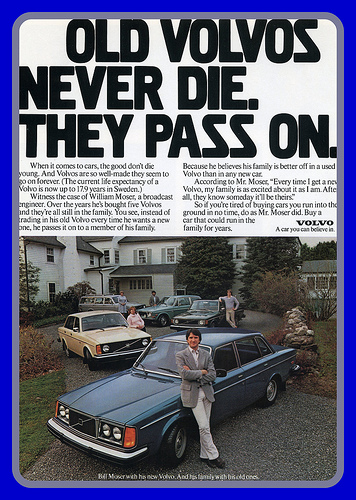 OLD VOLVOS
NEVER DIE.
THEY PASS ON.
When it comes to cars, the good don't die
young. And Volvos are so well-made they seem to
go on forever. (The current life expectancy of a
Volvo is now up to 17.9 years in Sweden.)
Witness the case of William Moser, a broadcast
engineer. Over the years he's bought five Volvos
and they're all still in the family. You see, instead of
trading in his old Volvo every time he wants a new
one, he passes it on to a member of his family.
Because he believes his family is better off in a used
Volvo than in any new car.
According to Mr. Moser, "Every time I get a new
Volvo, my family is as excited about it as I am. After
all, they know someday it'll be theirs."
So if you're tired of buying cars you run into the
ground in no time, do as Mr. Moser did. Buy a
car that could run in the
family for years.
VOLVO
A car you can believe in.
Bill Moser with his new Volvo. And his family with his old ones.